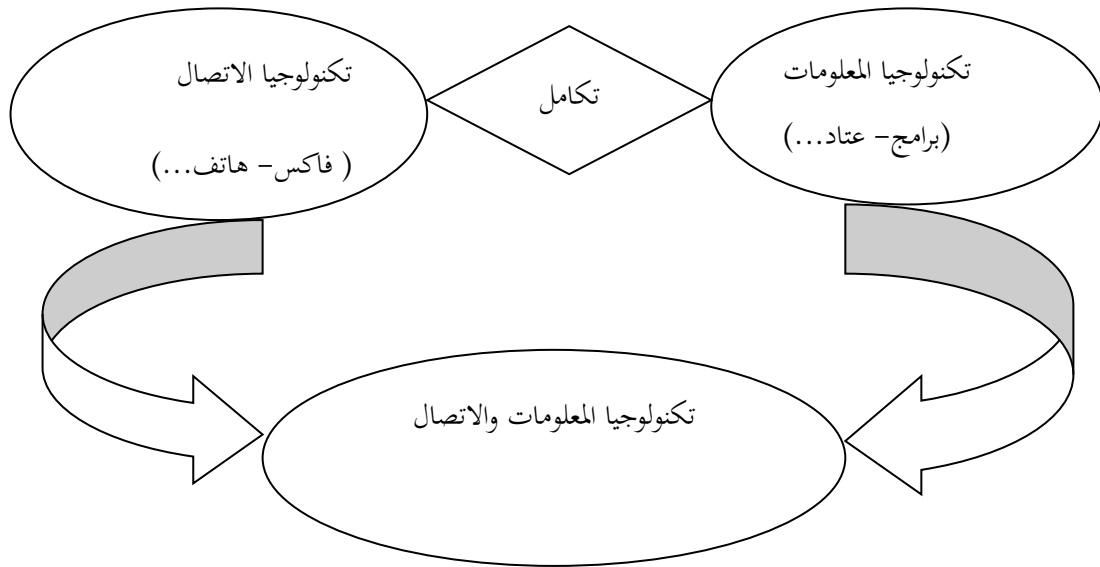 تكنولوجيا المعلومات
(برامج- عتاد...)
تكامل
تكنولوجيا الاتصال
( فاكس- هاتف...)
تكنولوجيا المعلومات والاتصال